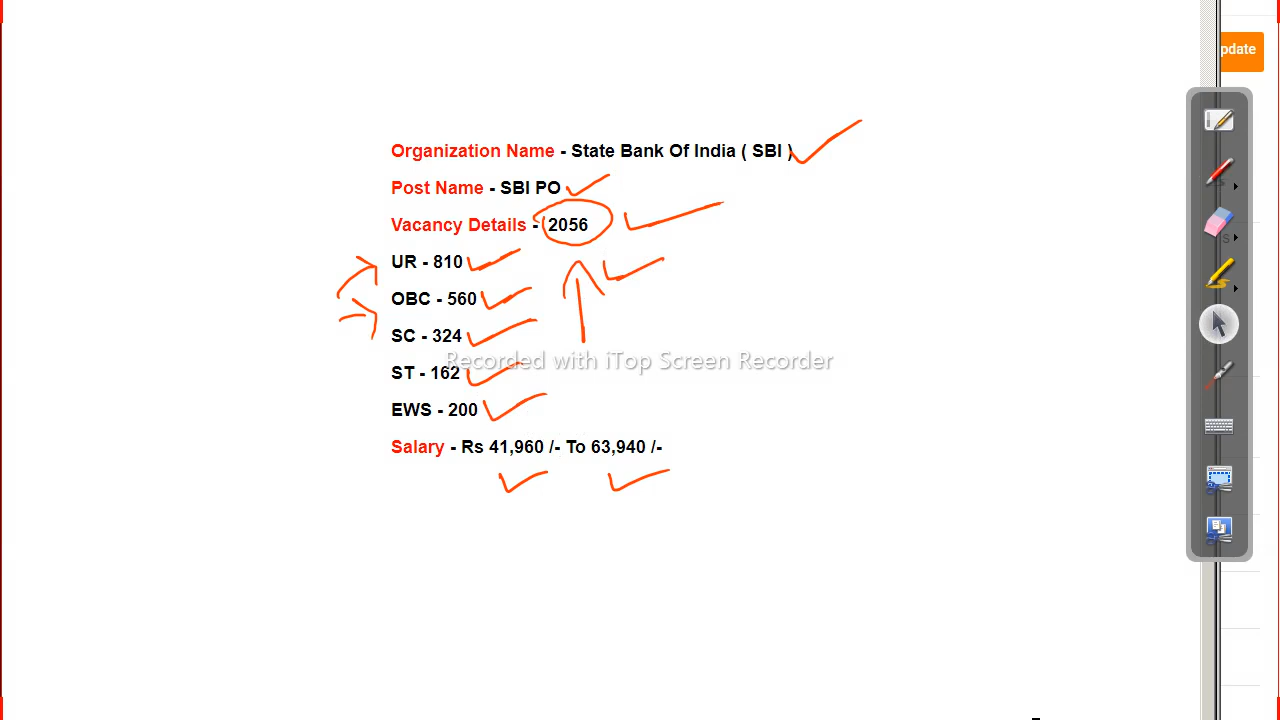 pdate
Organization Name - State Bank Of India ( SBI )
Post Name - SBI PO
Vacancy Details - 2056
UR - 810
OBC - 560
SC - 324
Recorded with iTop Screen Recorder
ST - 162
EWS - 200
Salary - Rs 41,960 /- To 63,940 /-